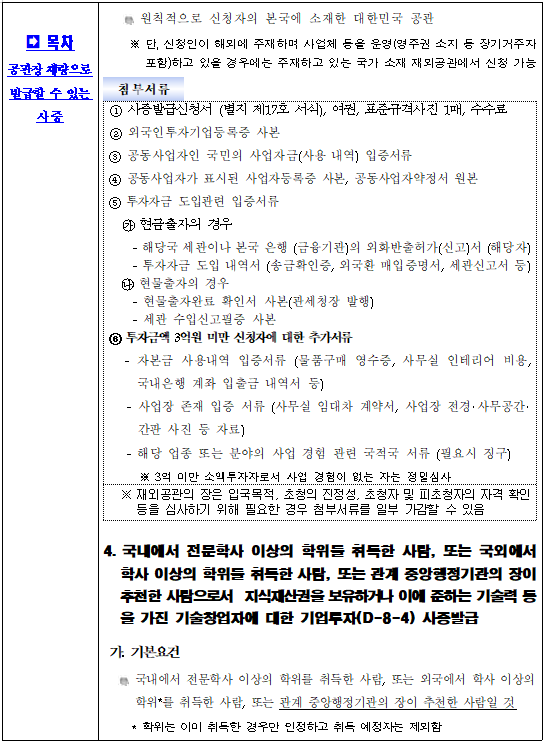 ➡ 목차
공관장 재량으로
발급할 수 있는
사증
원칙적으로 신청자의 본국에 소재한 대한민국 공관
※ 단, 신청인이 해외에 주재하며 사업체 등을 운영(영주권 소지 등 장기거주자
포함)하고 있을 경우에는 주재하고 있는 국가 소재 재외공관에서 신청 가능
첨부서류
① 사증발급신청서 (별지 제17호 서식), 여권, 표준규격사진 1매, 수수료
② 외국인투자기업등록증 사본
③ 공동사업자인 국민의 사업자금(사용 내역) 입증서류
④ 공동사업자가 표시된 사업자등록증 사본, 공동사업자약정서 원본
⑤ 투자자금 도입관련 입증서류
㉮ 현금출자의 경우
- 해당국 세관이나 본국 은행 (금융기관)의 외화반출허가(신고)서 (해당자)
- 투자자금 도입 내역서 (송금확인증, 외국환 매입증명서, 세관신고서 등)
㉯ 현물출자의 경우
- 현물출자완료 확인서 사본(관세청장 발행)
- 세관 수입신고필증 사본
⑥ 투자금액 3억원 미만 신청자에 대한 추가서류
- 자본금 사용내역 입증서류 (물품구매 영수증, 사무실 인테리어 비용,
국내은행 계좌 입출금 내역서 등)
- 사업장 존재 입증 서류 (사무실 임대차 계약서, 사업장 전경·사무공간·
간판 사진 등 자료)
- 해당 업종 또는 분야의 사업 경험 관련 국적국 서류 (필요시 징구)
※ 3억 미만 소액투자자로서 사업 경험이 없는 자는 정밀심사
※ 재외공관의 장은 입국목적, 초청의 진정성, 초청자 및 피초청자의 자격 확인
등을 심사하기 위해 필요한 경우 첨부서류를 일부 가감할 수 있음
4. 국내에서 전문학사 이상의 학위를 취득한 사람, 또는 국외에서
학사 이상의 학위를 취득한 사람, 또는 관계 중앙행정기관의 장이
추천한 사람으로서 지식재산권을 보유하거나 이에 준하는 기술력 등
을 가진 기술창업자에 대한 기업투자(D-8-4) 사증발급
가. 기본요건
국내에서 전문학사 이상의 학위를 취득한 사람, 또는 외국에서 학사 이상의
학위*를 취득한 사람, 또는 관계 중앙행정기관의 장이 추천한 사람일 것
* 학위는 이미 취득한 경우만 인정하고 취득 예정자는 제외함